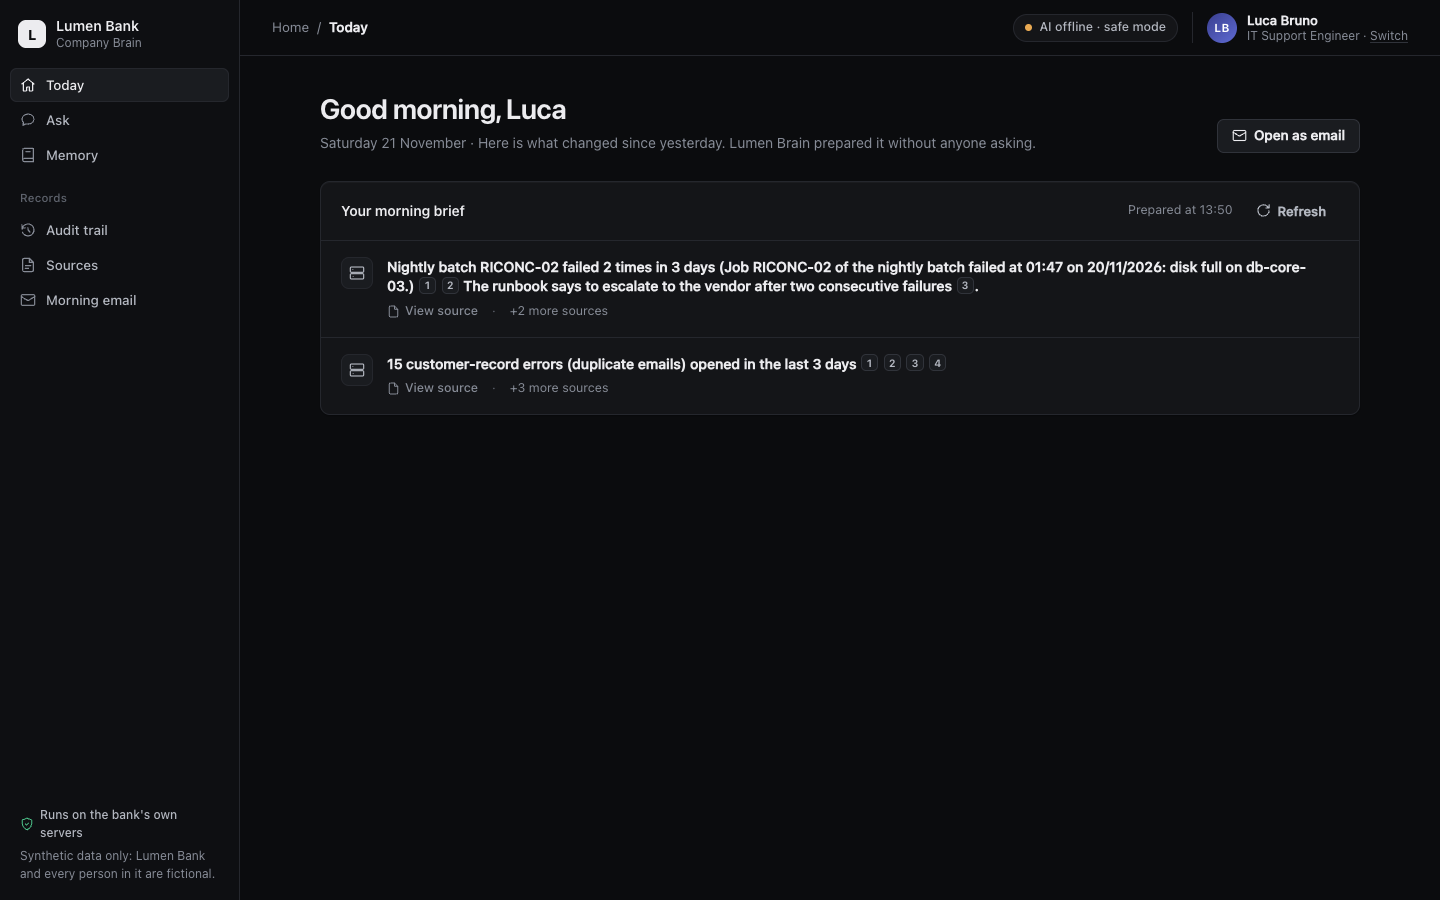 L
Lumen Bank
Company Brain
Today
Ask
Memory
Records
Audit trail
Sources
Morning email
Runs on the bank's own
servers
Synthetic data only: Lumen Bank
and every person in it are fictional.
Home / Today
AI offline · safe mode
LB
Luca Bruno
IT Support Engineer · Switch
Good morning, Luca
Saturday 21 November · Here is what changed since yesterday. Lumen Brain prepared it without anyone asking.
Open as email
Your morning brief
Prepared at 13:50
Refresh
Nightly batch RICONC-02 failed 2 times in 3 days (Job RICONC-02 of the nightly batch failed at 01:47 on 20/11/2026: disk full on db-core-
03.) 1 2 The runbook says to escalate to the vendor after two consecutive failures 3 .
View source · +2 more sources
15 customer-record errors (duplicate emails) opened in the last 3 days 1 2 3 4
View source · +3 more sources